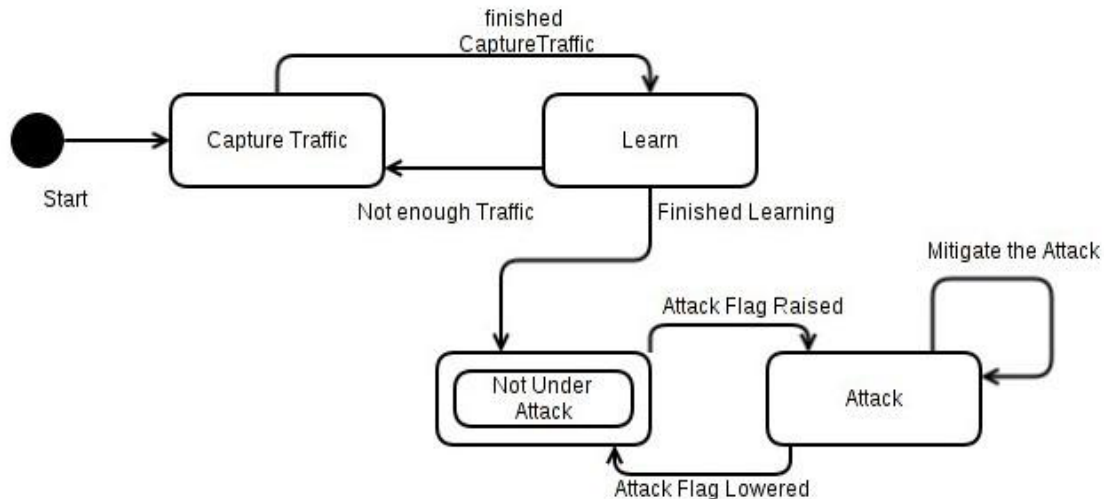 finished
CaptureTraffic
Capture Traffic
Learn
Start
Not enough Traffic
Finished Learning
Mitigate the Attack
Attack Flag Raised
Not Under
Attack
Attack
Attack Flag Lowered